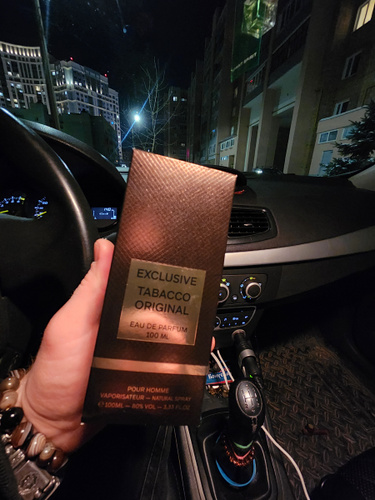 EXCLUSIVE
TABACCO
ORIGINAL
EAU DE PARFUM
100 ML
POUR HOMME
VAPORISATEUR – NATURAL SPRAY
℮ 100ML – 80% VOL – 3.33 FL.OZ